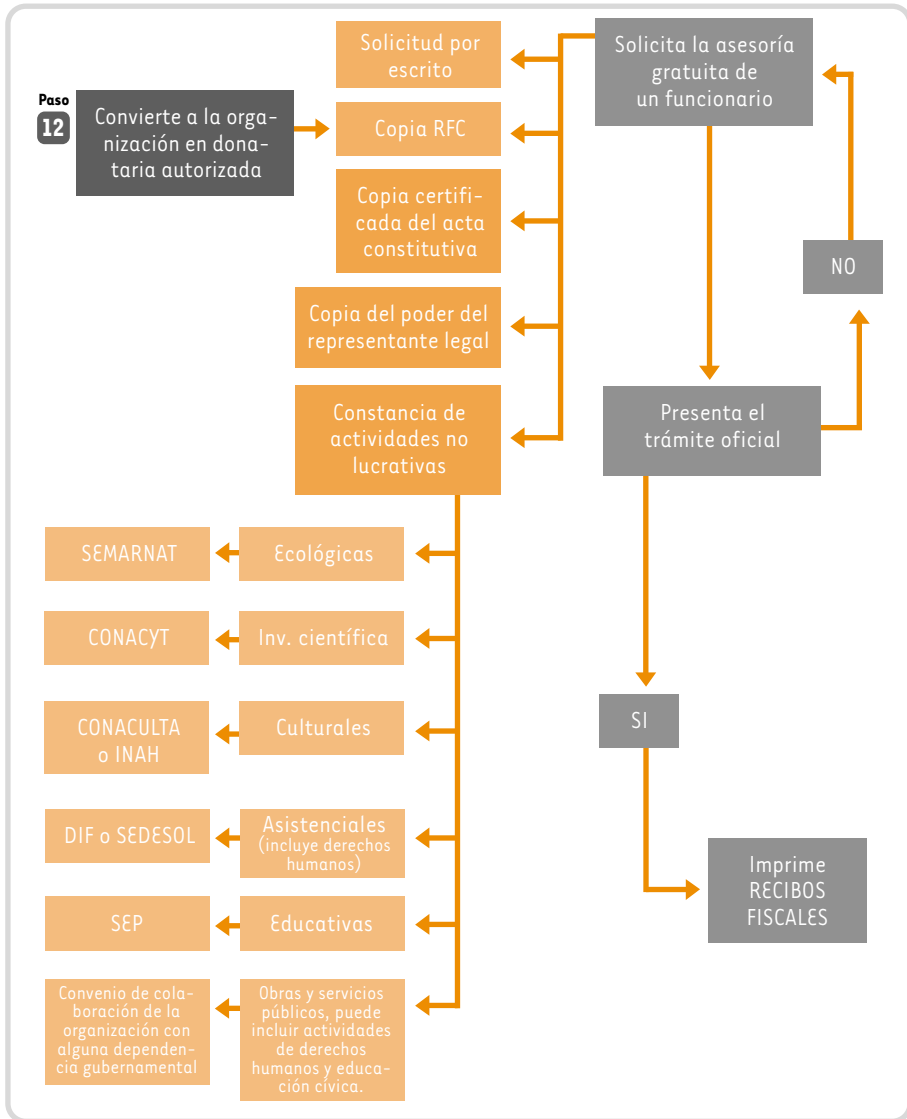 Paso
12
Convierte a la orga-
nización en dona-
taria autorizada
Solicitud por
escrito
Copia RFC
Copia certifi-
cada del acta
constitutiva
Copia del poder del
representante legal
Constancia de
actividades no
lucrativas
Solicita la asesoría
gratuita de
un funcionario
NO
Presenta el
trámite oficial
SI
Imprime
RECIBOS
FISCALES
SEMARNAT
Ecológicas
CONACYT
Inv. científica
CONACULTA
o INAH
Culturales
DIF o SEDESOL
Asistenciales
(incluye derechos
humanos)
SEP
Educativas
Convenio de cola-
boración de la
organización con
alguna dependen-
cia gubernamental
Obras y servicios
públicos, puede
incluir actividades
de derechos
humanos y educa-
ción cívica.